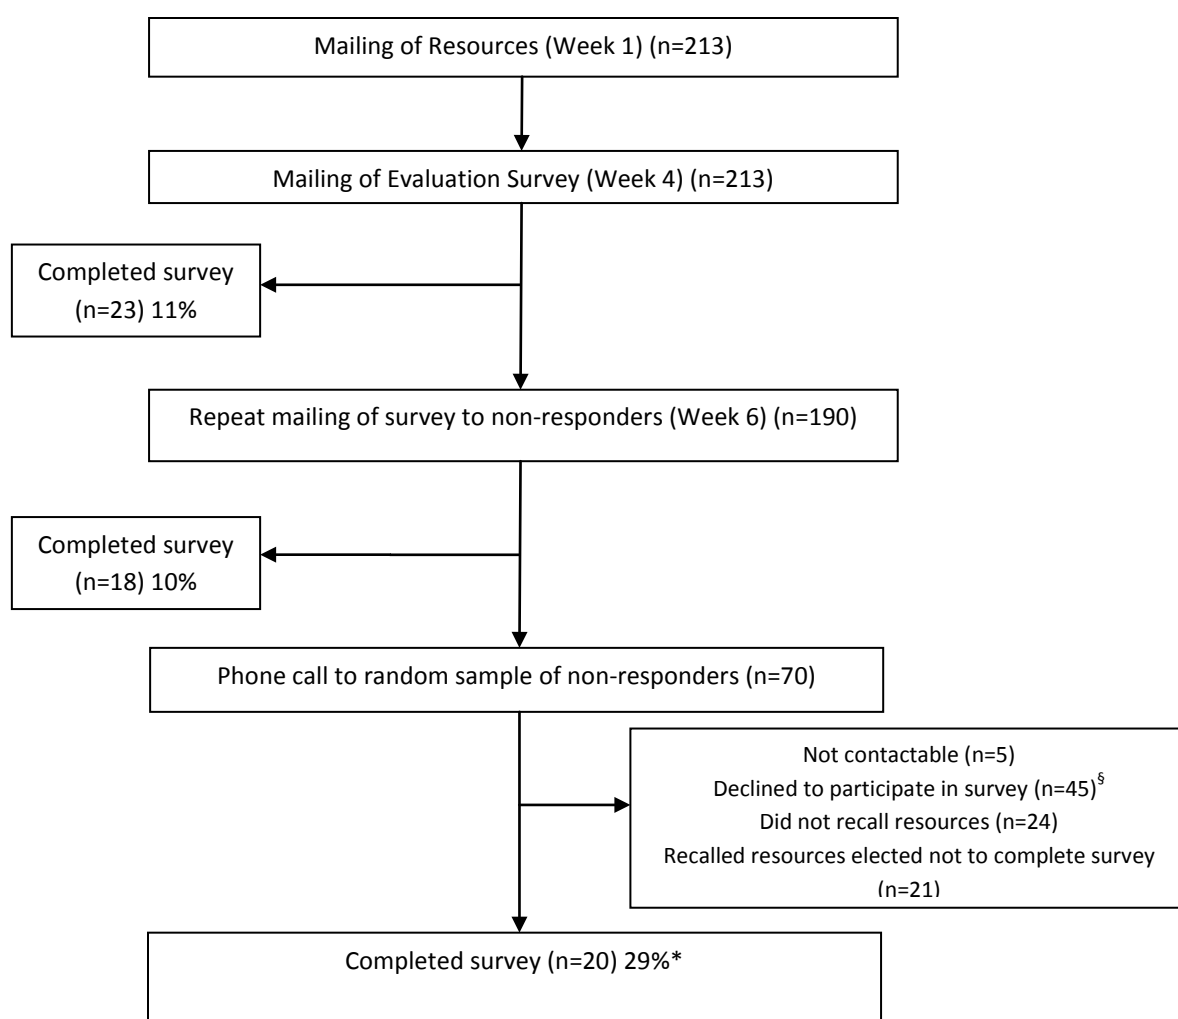 Mailing of Resources (Week 1) (n=213)
Mailing of Evaluation Survey (Week 4) (n=213)
Completed survey
(n=23) 11%
Repeat mailing of survey to non-responders (Week 6) (n=190)
Completed survey
(n=18) 10%
Phone call to random sample of non-responders (n=70)
Not contactable (n=5)
Declined to participate in survey (n=45)§
Did not recall resources (n=24)
Recalled resources elected not to complete survey
(n=21)
Completed survey (n=20) 29%*